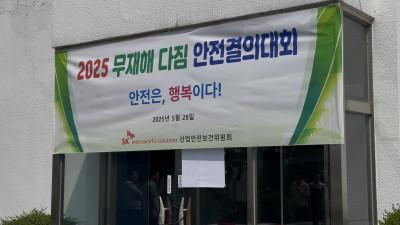 2025 무재해 다짐 안전결의대회
안전은, 행복이다!
2025년 5월 28일
SK microworks solutions 산업안전보건위원회